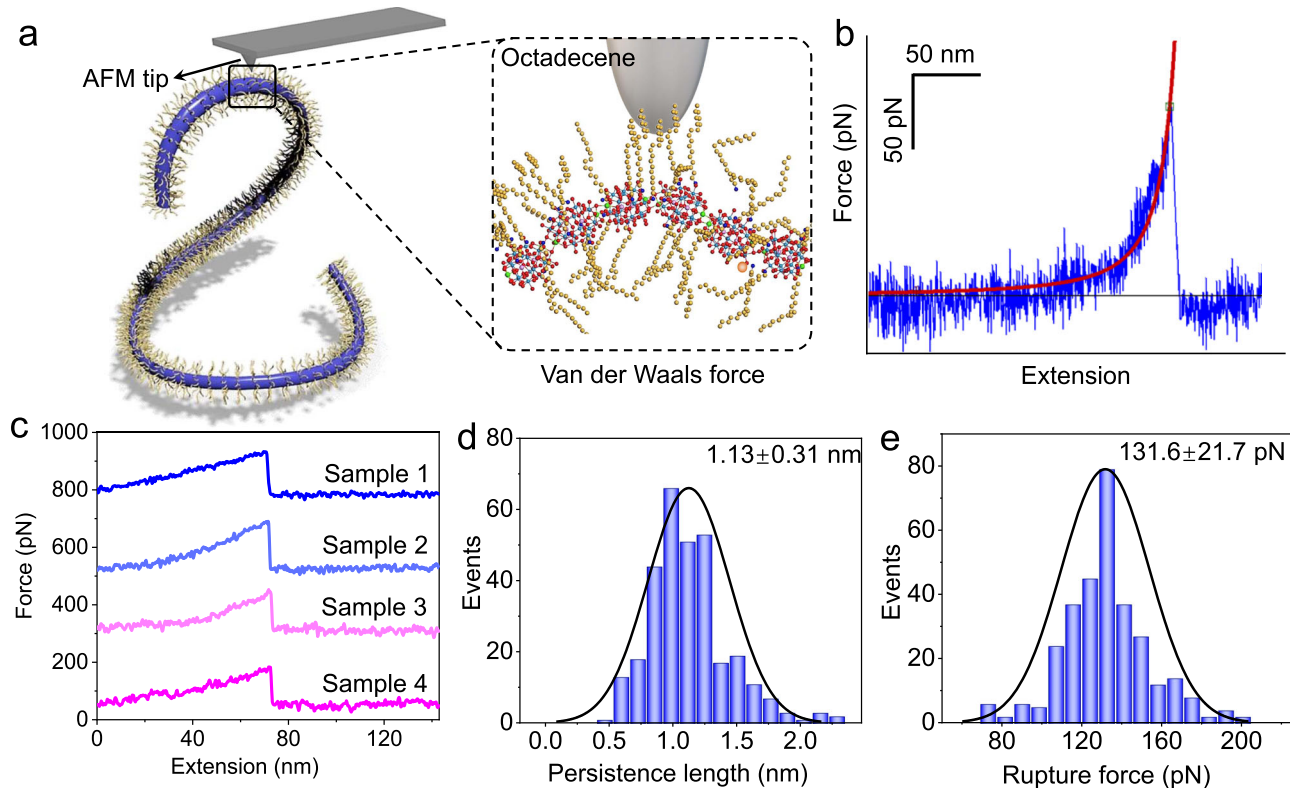 a
AFM tip
Octadecene
Van der Waals force
b
50 nm
50 pN
Force (pN)
Extension
c
1000
800
600
400
200
0
Force (pN)
Sample 1
Sample 2
Sample 3
Sample 4
0 40 80 120
Extension (nm)
d
1.13±0.31 nm
80
60
40
20
0
Events
0.0 0.5 1.0 1.5 2.0
Persistence length (nm)
e
131.6±21.7 pN
80
60
40
20
0
Events
80 120 160 200
Rupture force (pN)